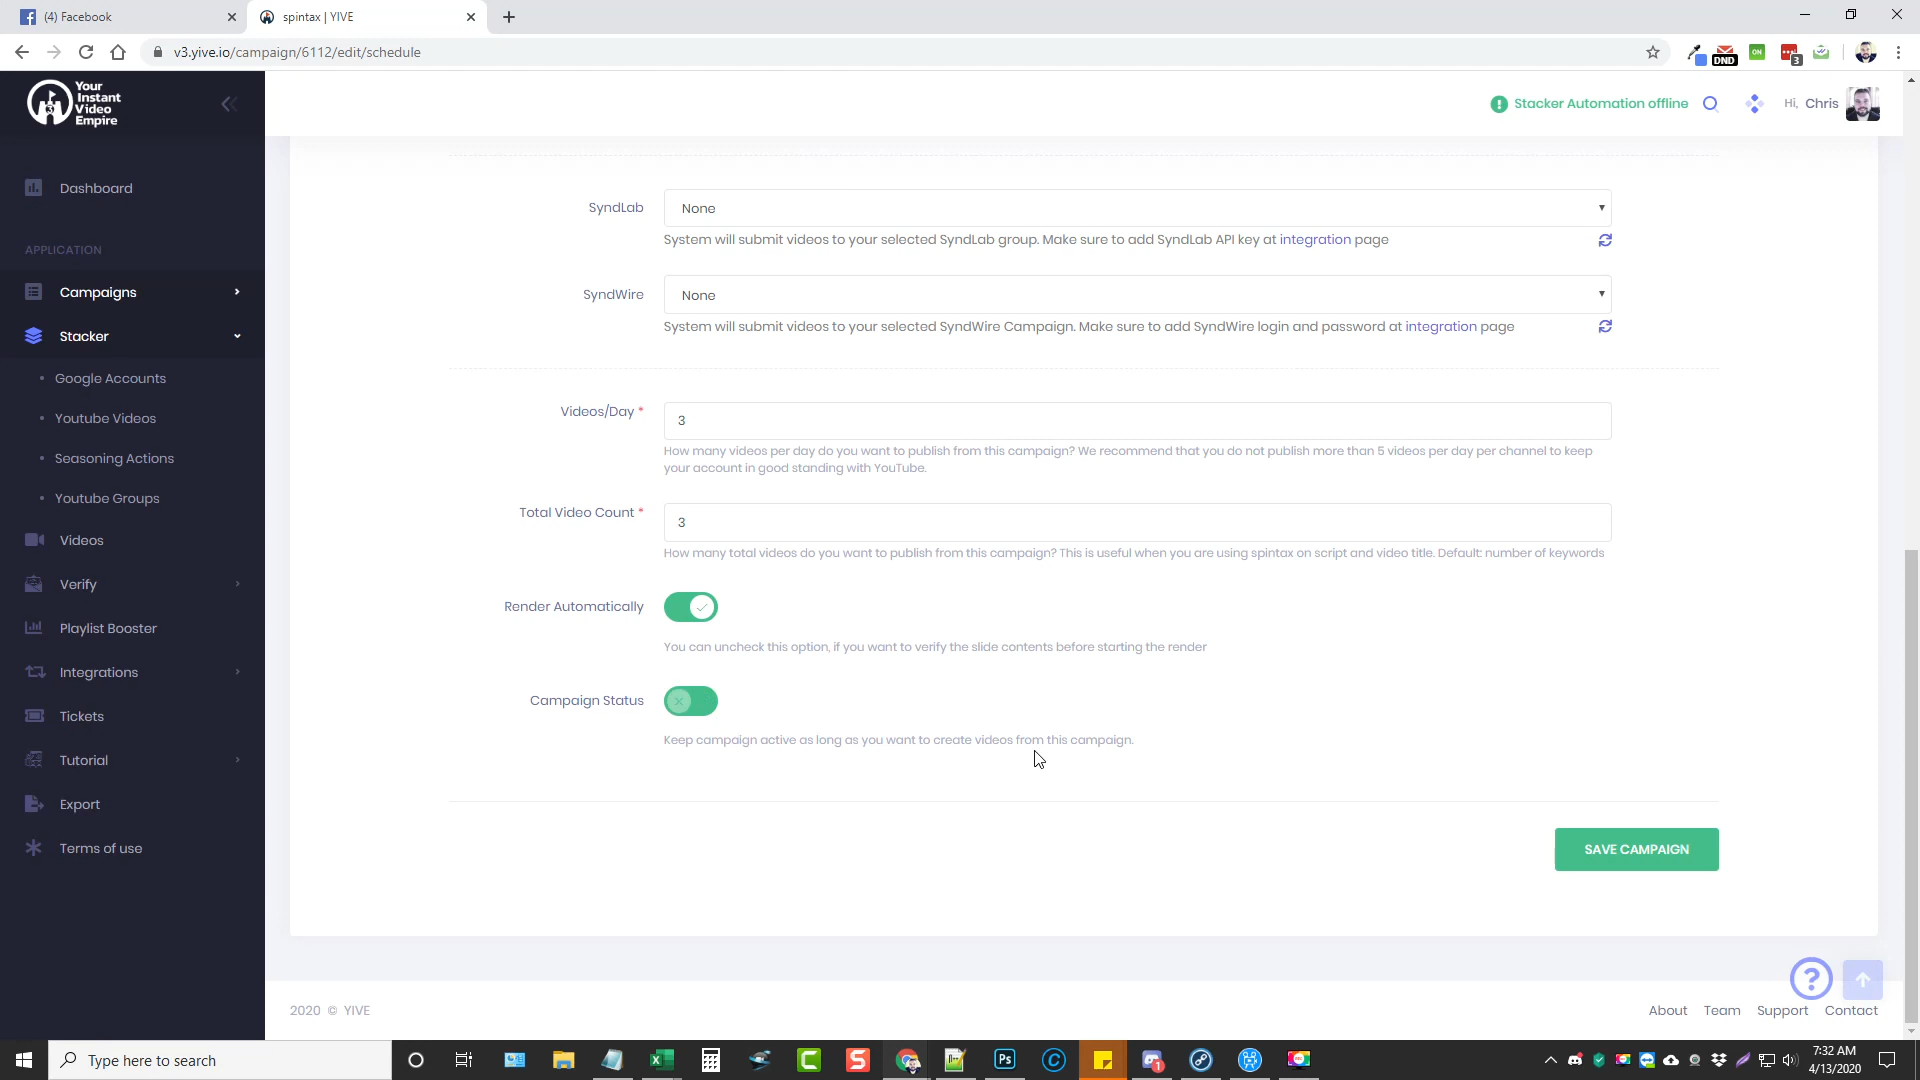 (4) Facebook
spintax | YIVE
v3.yive.io/campaign/6112/edit/schedule
ON
DND
3
Your
Instant
Video
Empire
Stacker Automation offline
Hi, Chris
Dashboard
APPLICATION
Campaigns
Stacker
Google Accounts
Youtube Videos
Seasoning Actions
Youtube Groups
Videos
Verify
Playlist Booster
Integrations
Tickets
Tutorial
Export
Terms of use
SyndLab
None
System will submit videos to your selected SyndLab group. Make sure to add SyndLab API key at integration page
SyndWire
None
System will submit videos to your selected SyndWire Campaign. Make sure to add SyndWire login and password at integration page
Videos/Day *
3
How many videos per day do you want to publish from this campaign? We recommend that you do not publish more than 5 videos per day per channel to keep
your account in good standing with YouTube.
Total Video Count *
3
How many total videos do you want to publish from this campaign? This is useful when you are using spintax on script and video title. Default: number of keywords
Render Automatically
You can uncheck this option, if you want to verify the slide contents before starting the render
Campaign Status
Keep campaign active as long as you want to create videos from this campaign.
SAVE CAMPAIGN
?
2020 © YIVE
About
Team
Support
Contact
Type here to search
Ps
1
7:32 AM
4/13/2020